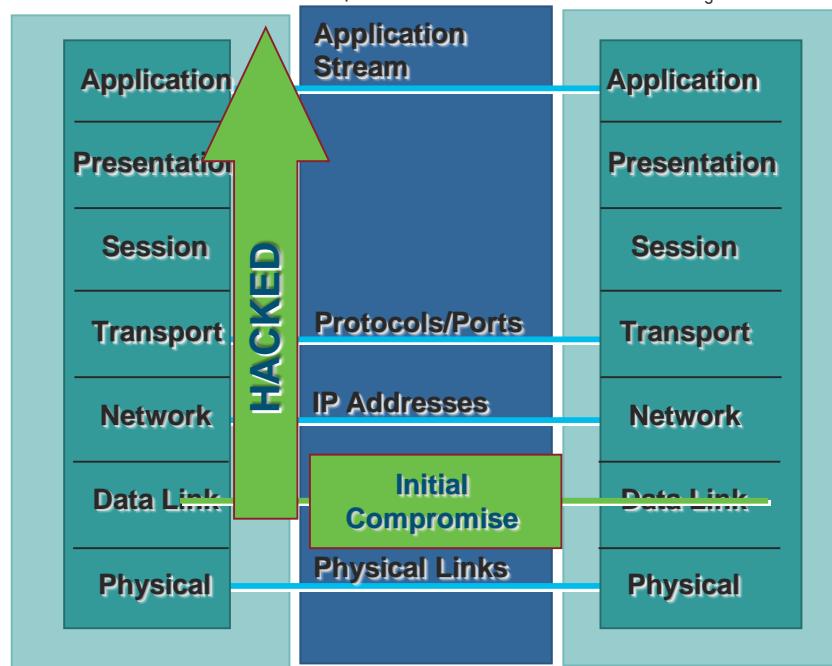 Application
Stream
Application
Application
Presentation
Presentation
Session
Session
HACKED
Protocols/Ports
Transport
Transport
IP Addresses
Network
Network
Initial
Compromise
Data Link
Data Link
Physical Links
Physical
Physical